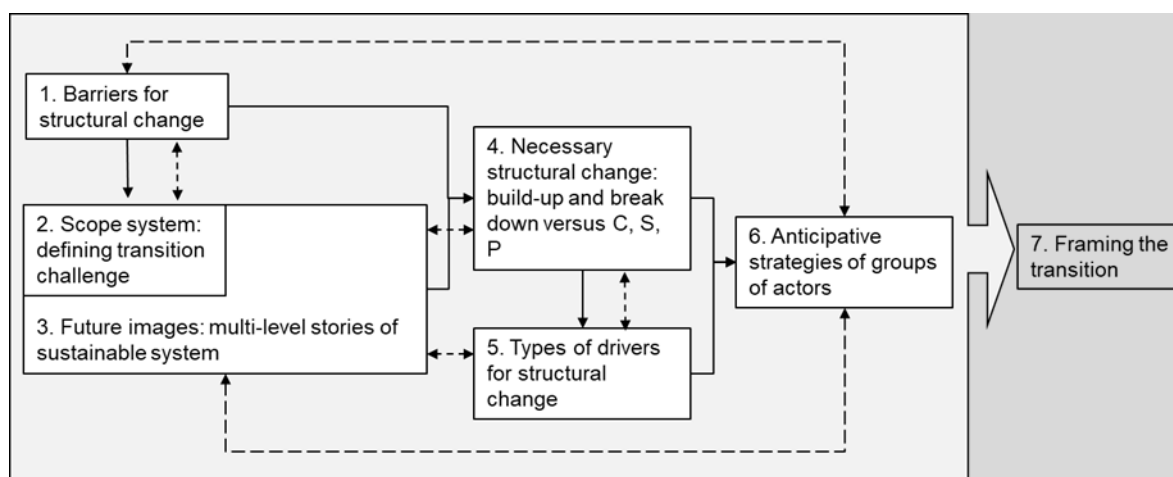 1. Barriers for
structural change
2. Scope system:
defining transition
challenge
3. Future images: multi-level stories of
sustainable system
4. Necessary
structural change:
build-up and break
down versus C, S,
P
5. Types of drivers
for structural
change
6. Anticipative
strategies of groups
of actors
7. Framing the
transition